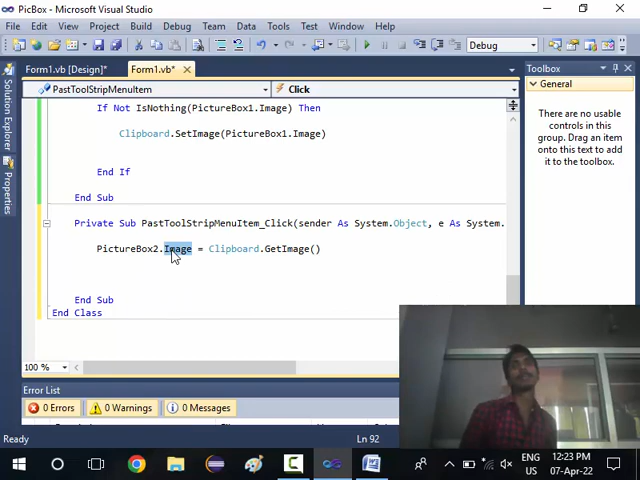 PicBox - Microsoft Visual Studio
File Edit View Project Build Debug Team Data Tools Test Window Help
Debug
Form1.vb [Design]* Form1.vb*
PastToolStripMenuItem Click
If Not IsNothing(PictureBox1.Image) Then
Clipboard.SetImage(PictureBox1.Image)
End If
End Sub
Private Sub PastToolStripMenuItem_Click(sender As System.Object, e As System.
PictureBox2.Image = Clipboard.GetImage()
End Sub
End Class
100 %
Error List
0 Errors 0 Warnings 0 Messages
Ready Ln 92
Solution Explorer
Properties
Toolbox
General
There are no usable
controls in this
group. Drag an item
onto this text to add
it to the toolbox.
ENG
US
12:23 PM
07-Apr-22